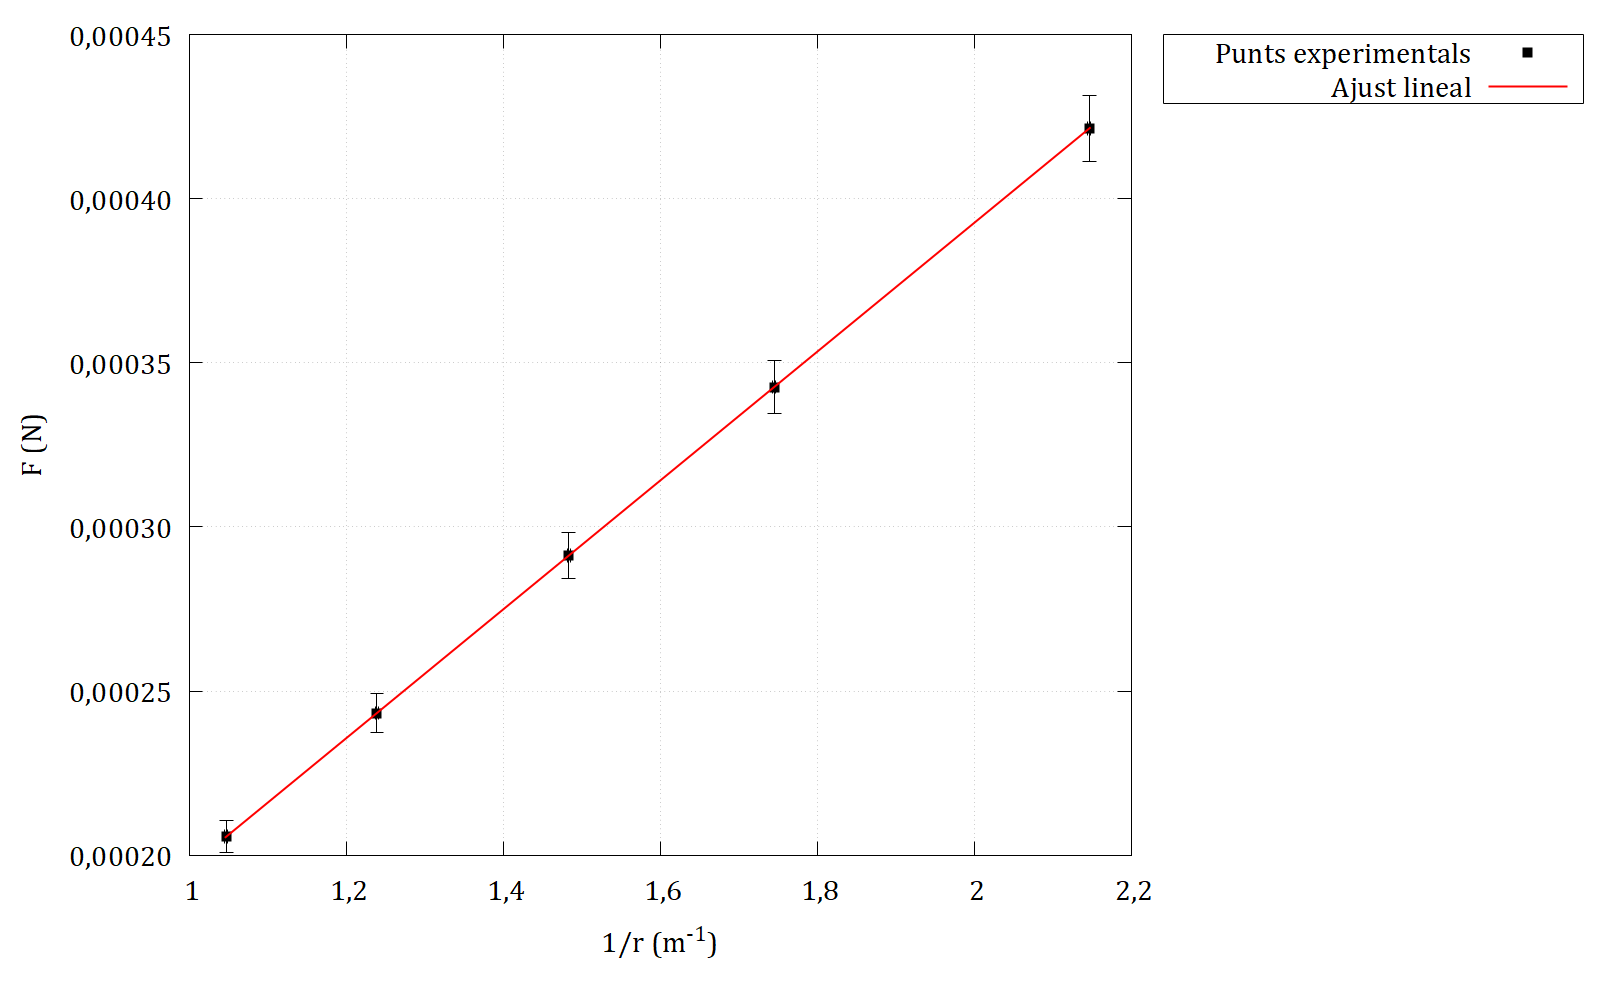 Punts experimentals
Ajust lineal
0,00045
0,00040
0,00035
0,00030
0,00025
0,00020
F (N)
1 1,2 1,4 1,6 1,8 2 2,2
1/r (m⁻¹)